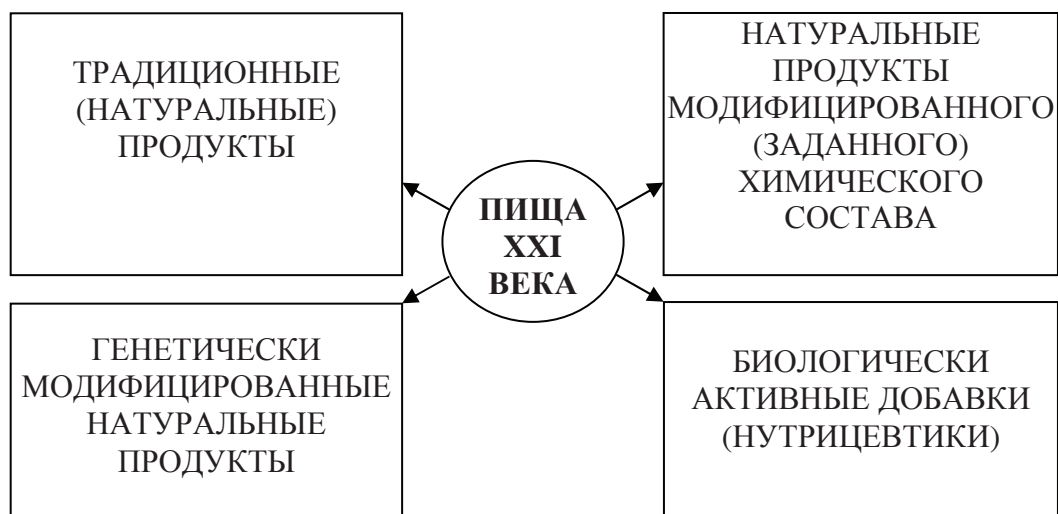 ТРАДИЦИОННЫЕ
(НАТУРАЛЬНЫЕ)
ПРОДУКТЫ
НАТУРАЛЬНЫЕ
ПРОДУКТЫ
МОДИФИЦИРОВАННОГО
(ЗАДАННОГО)
ХИМИЧЕСКОГО
СОСТАВА
ПИЩА
XXI
ВЕКА
ГЕНЕТИЧЕСКИ
МОДИФИЦИРОВАННЫЕ
НАТУРАЛЬНЫЕ
ПРОДУКТЫ
БИОЛОГИЧЕСКИ
АКТИВНЫЕ ДОБАВКИ
(НУТРИЦЕВТИКИ)